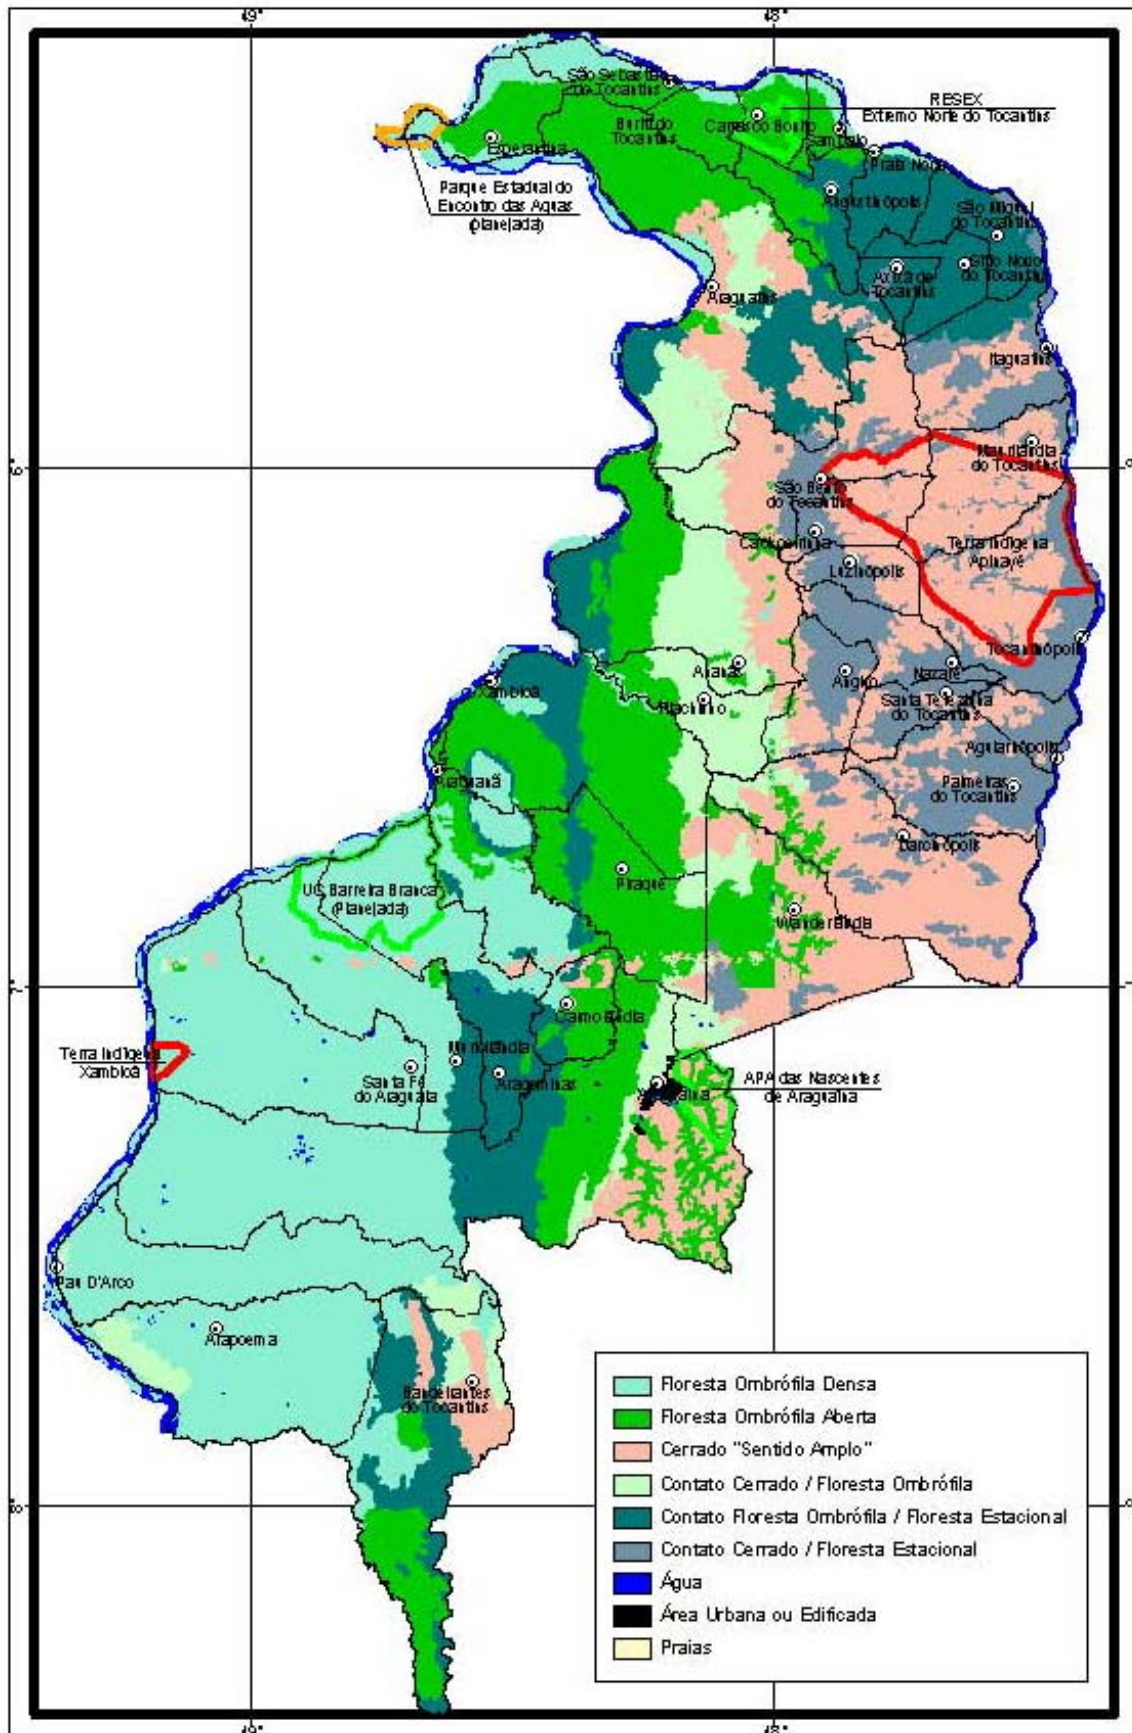 49°
48°
São Sebastião
do Tocantins
Buriti do
Tocantins
Carrasco Bonito
RESEX
Extremo Norte do Tocantins
Esperantina
Sampaio
Praia Norte
Parque Estadual do
Encontro das Águas
(planejada)
Augustinópolis
São Miguel
do Tocantins
Sítio Novo
do Tocantins
Axixá do
Tocantins
Araguatins
Itaguatins
6°
Maurilândia
do Tocantins
São Bento
do Tocantins
Cachoeirinha
Luzinópolis
Terra Indígena
Apinayé
Tocantinópolis
Xambioá
Ananás
Riachinho
Angico
Nazaré
Santa Terezinha
do Tocantins
Aguiarnópolis
Araguanã
Palmeiras
do Tocantins
Darcinópolis
UC Barreira Branca
(Planejada)
Piraquê
Wanderlândia
7°
Carmolândia
Terra Indígena
Xambioá
Muricilândia
Santa Fé
do Araguaia
Aragominas
APA das Nascentes
de Araguaína
Pau D'Arco
Arapoema
Bandeirantes
do Tocantins
8°
Floresta Ombrófila Densa
Floresta Ombrófila Aberta
Cerrado "Sentido Amplo"
Contato Cerrado / Floresta Ombrófila
Contato Floresta Ombrófila / Floresta Estacional
Contato Cerrado / Floresta Estacional
Água
Área Urbana ou Edificada
Praias
49°
48°